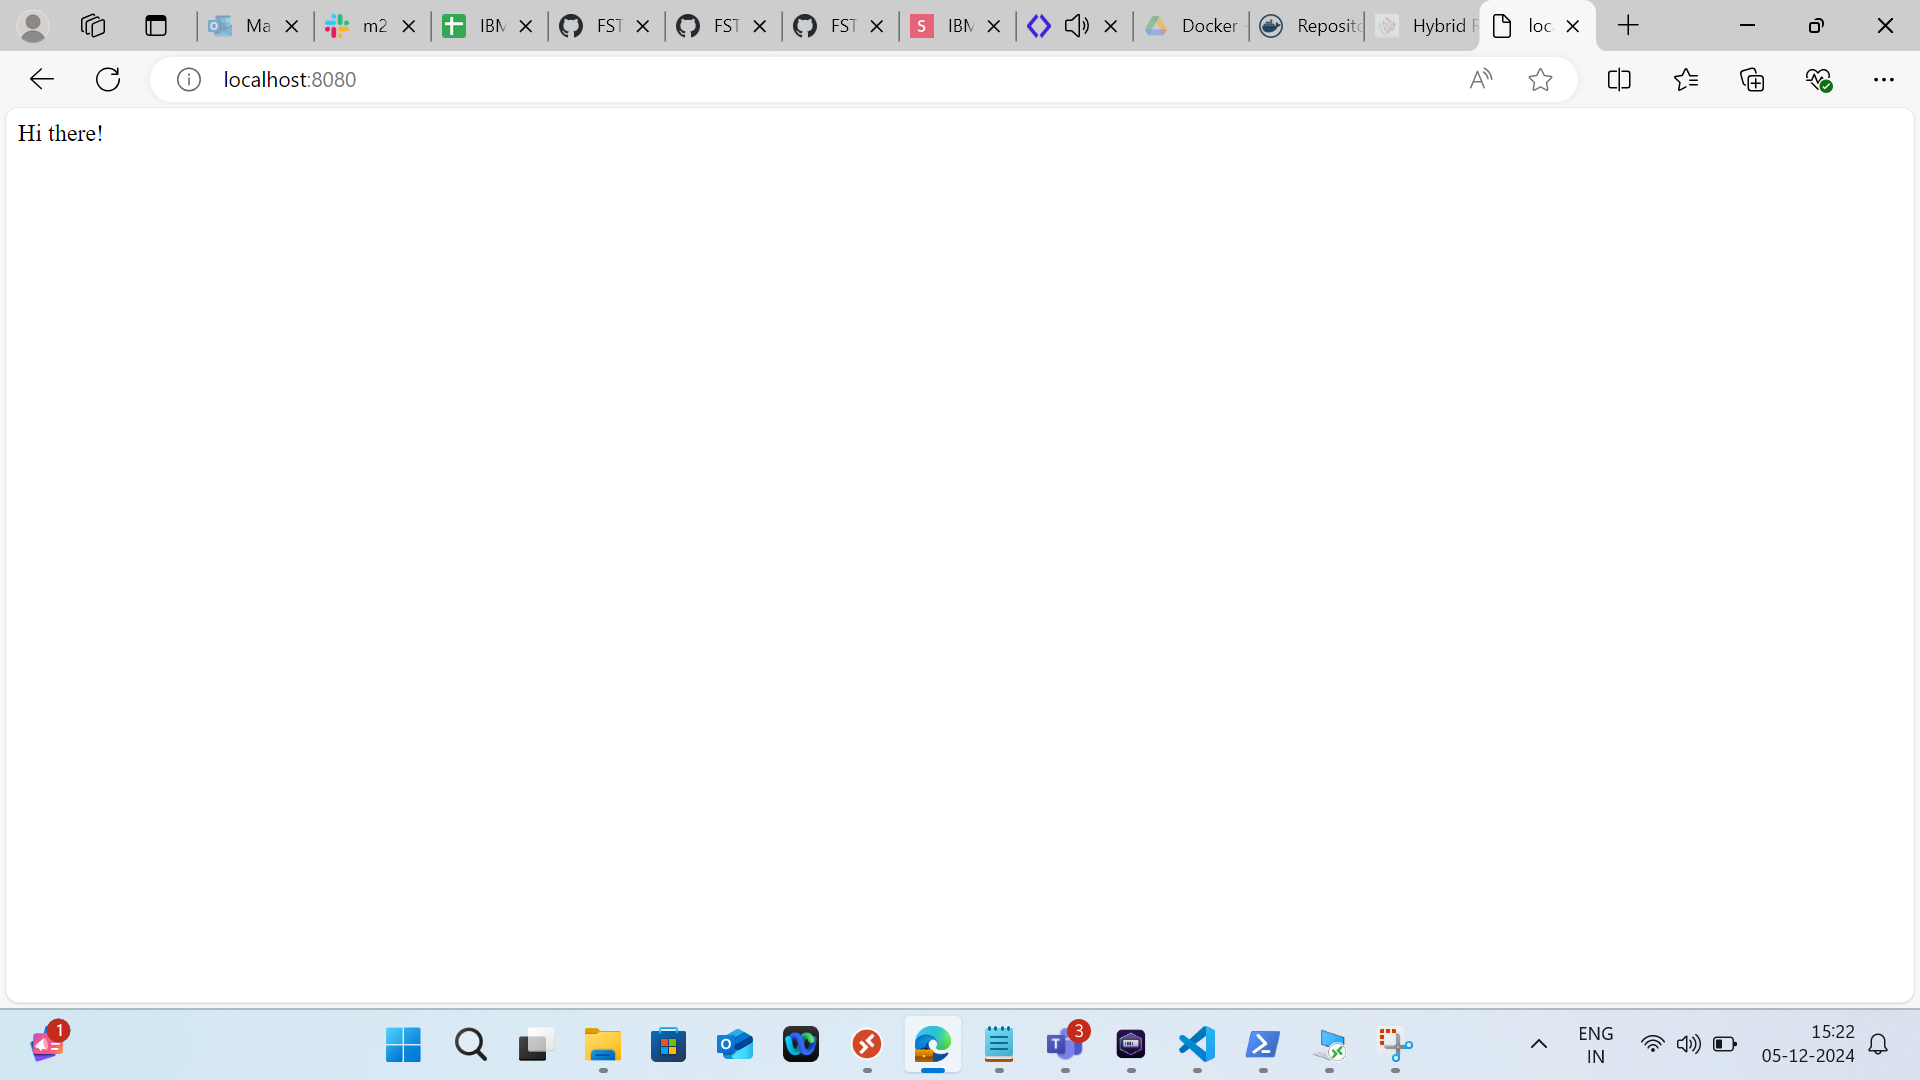 Ma
m2
IBM
FST
FST
FST
S
IBM
Docker -
Reposito
Hybrid F
loc
localhost:8080
Hi there!
1
3
ENG
IN
15:22
05-12-2024